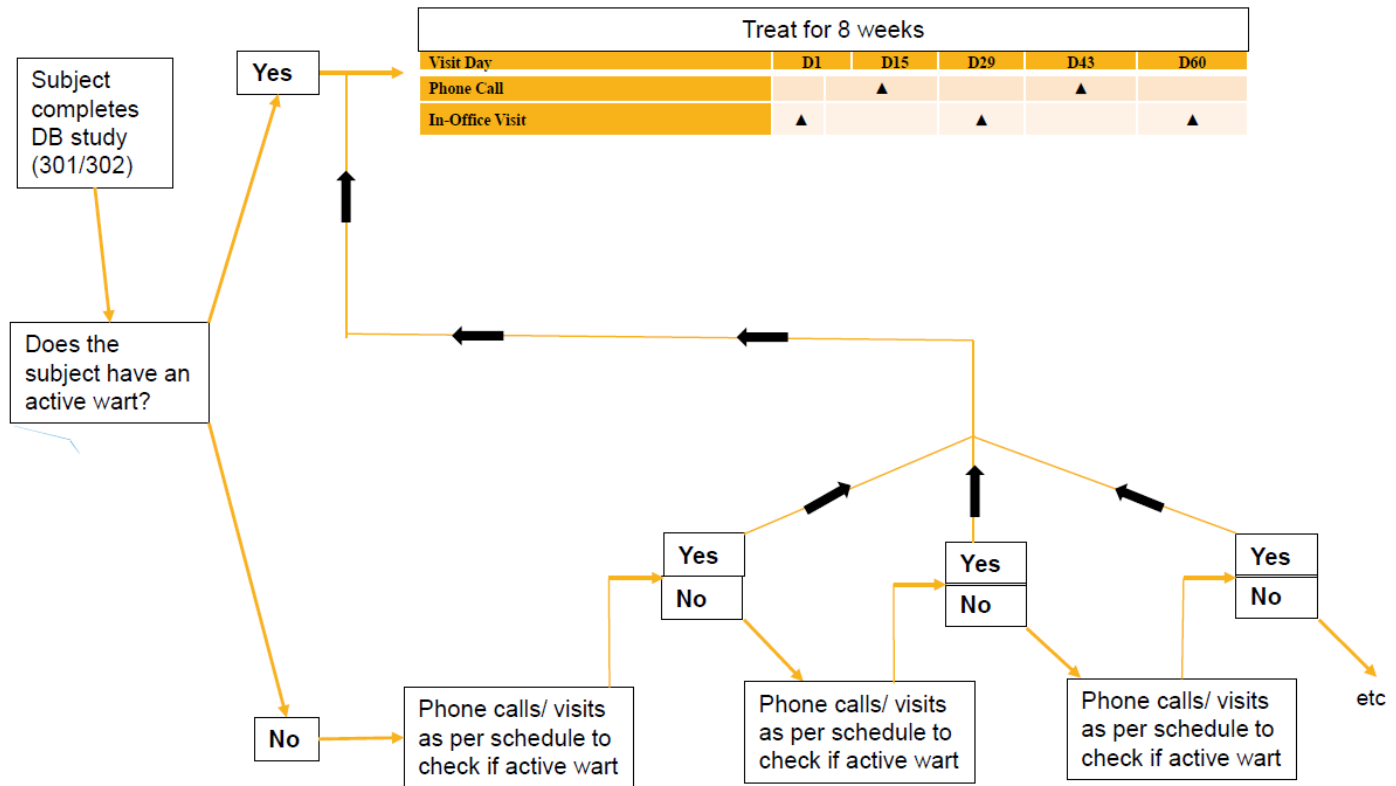 Treat for 8 weeks
Visit Day D1 D15 D29 D43 D60
Phone Call ▲ ▲
In-Office Visit ▲ ▲ ▲
Subject
completes
DB study
(301/302)
Yes
Does the
subject have an
active wart?
No
Phone calls/ visits
as per schedule to
check if active wart
Yes
No
Phone calls/ visits
as per schedule to
check if active wart
Yes
No
Phone calls/ visits
as per schedule to
check if active wart
Yes
No
etc